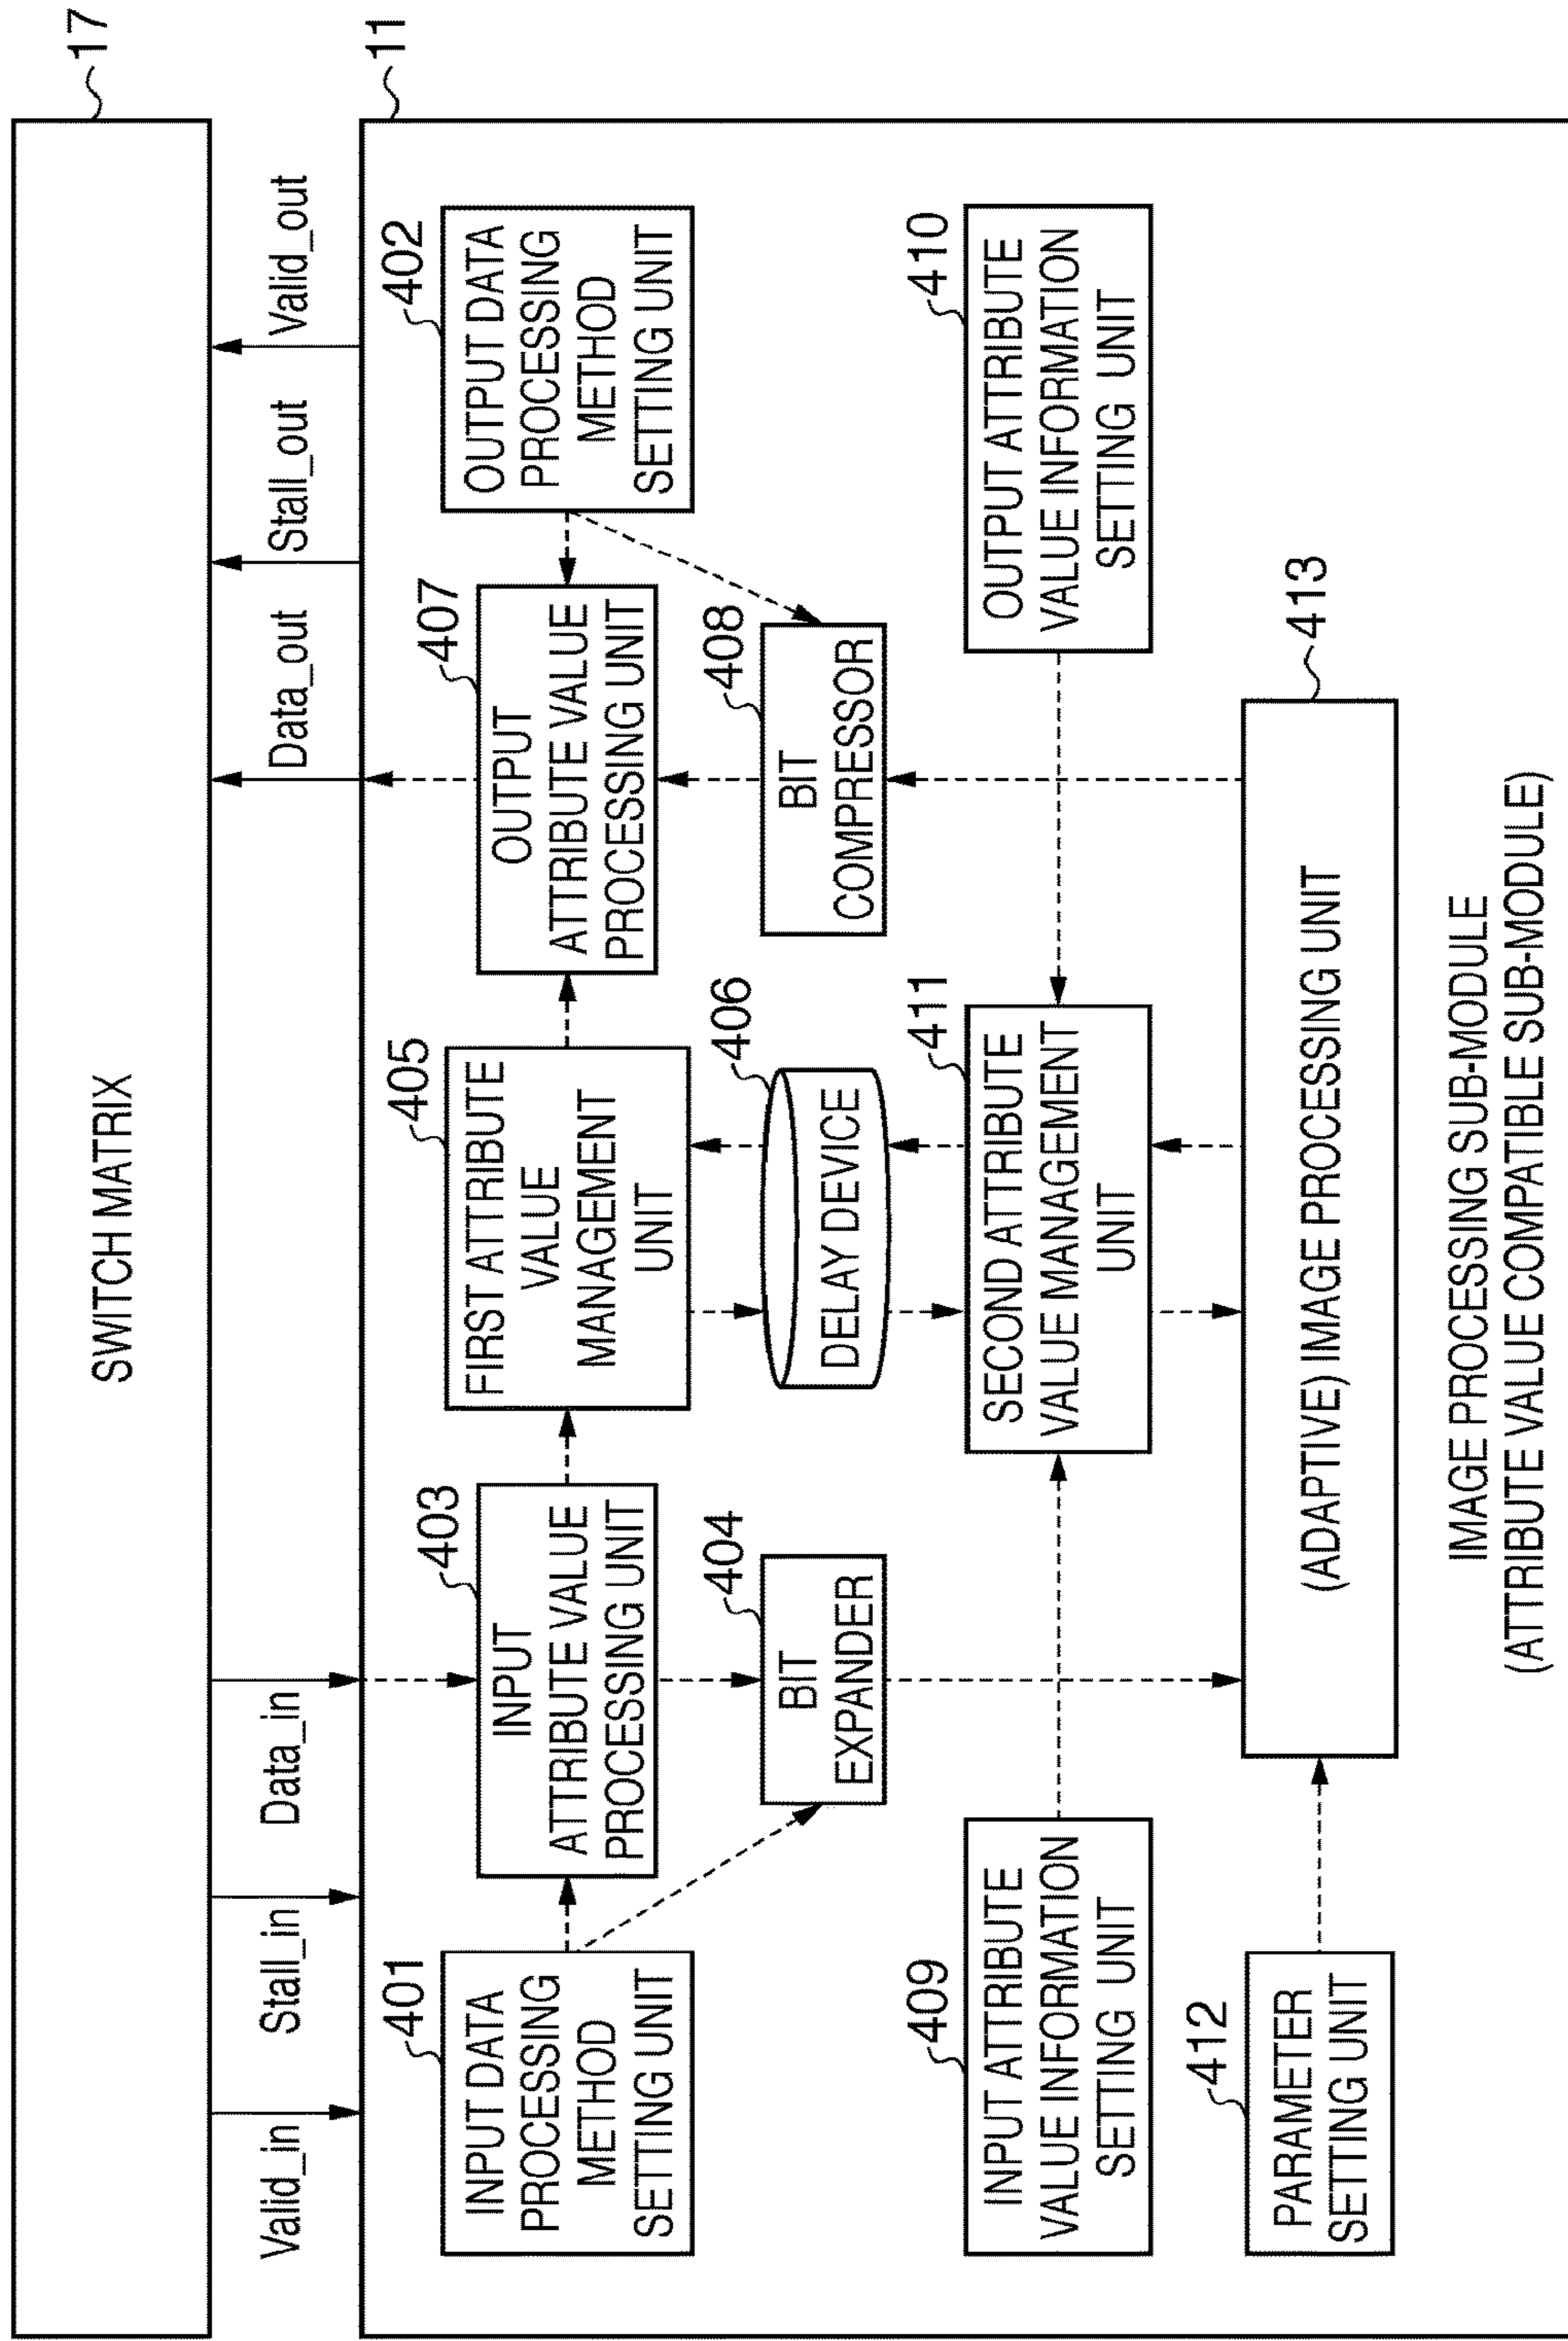 17
SWITCH MATRIX
Valid_in
Stall_in
Data_in
Data_out
Stall_out
Valid_out
11
401
INPUT DATA
PROCESSING
METHOD
SETTING UNIT
403
INPUT
ATTRIBUTE VALUE
PROCESSING UNIT
405
FIRST ATTRIBUTE
VALUE
MANAGEMENT
UNIT
407
OUTPUT
ATTRIBUTE VALUE
PROCESSING UNIT
402
OUTPUT DATA
PROCESSING
METHOD
SETTING UNIT
404
BIT
EXPANDER
406
DELAY DEVICE
408
BIT
COMPRESSOR
409
INPUT ATTRIBUTE
VALUE INFORMATION
SETTING UNIT
411
SECOND ATTRIBUTE
VALUE MANAGEMENT
UNIT
410
OUTPUT ATTRIBUTE
VALUE INFORMATION
SETTING UNIT
412
PARAMETER
SETTING UNIT
413
(ADAPTIVE) IMAGE PROCESSING UNIT
IMAGE PROCESSING SUB-MODULE
(ATTRIBUTE VALUE COMPATIBLE SUB-MODULE)